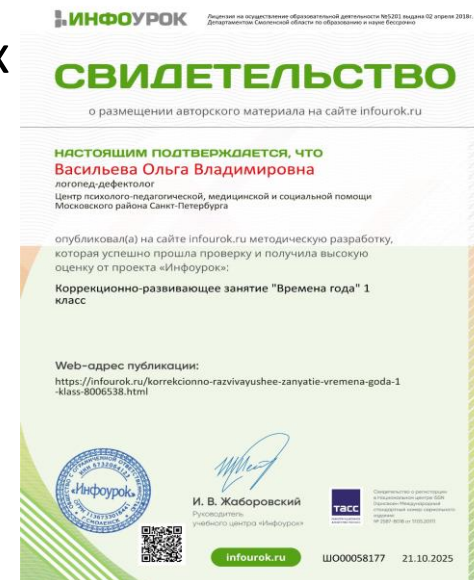 ИНФОУРОК
Лицензия на осуществление образовательной деятельности №5201 выдана 02 апреля 2018г.
Департаментом Смоленской области по образованию и науке бессрочно
х
СВИДЕТЕЛЬСТВО
о размещении авторского материала на сайте infourok.ru
НАСТОЯЩИМ ПОДТВЕРЖДАЕТСЯ, ЧТО
Васильева Ольга Владимировна
логопед-дефектолог
Центр психолого-педагогической, медицинской и социальной помощи
Московского района Санкт-Петербурга
опубликовал(а) на сайте infourok.ru методическую разработку,
которая успешно прошла проверку и получила высокую
оценку от проекта «Инфоурок»:
Коррекционно-развивающее занятие "Времена года" 1
класс
Web-адрес публикации:
https://infourok.ru/korrekcionno-razvivayushee-zanyatie-vremena-goda-1
-klass-8006538.html
«Инфоурок»
И. В. Жаборовский
Руководитель
учебного центра «Инфоурок»
ТАСС
Свидетельство о регистрации
в Национальном центре ISSN
infourok.ru
ШО00058177
21.10.2025